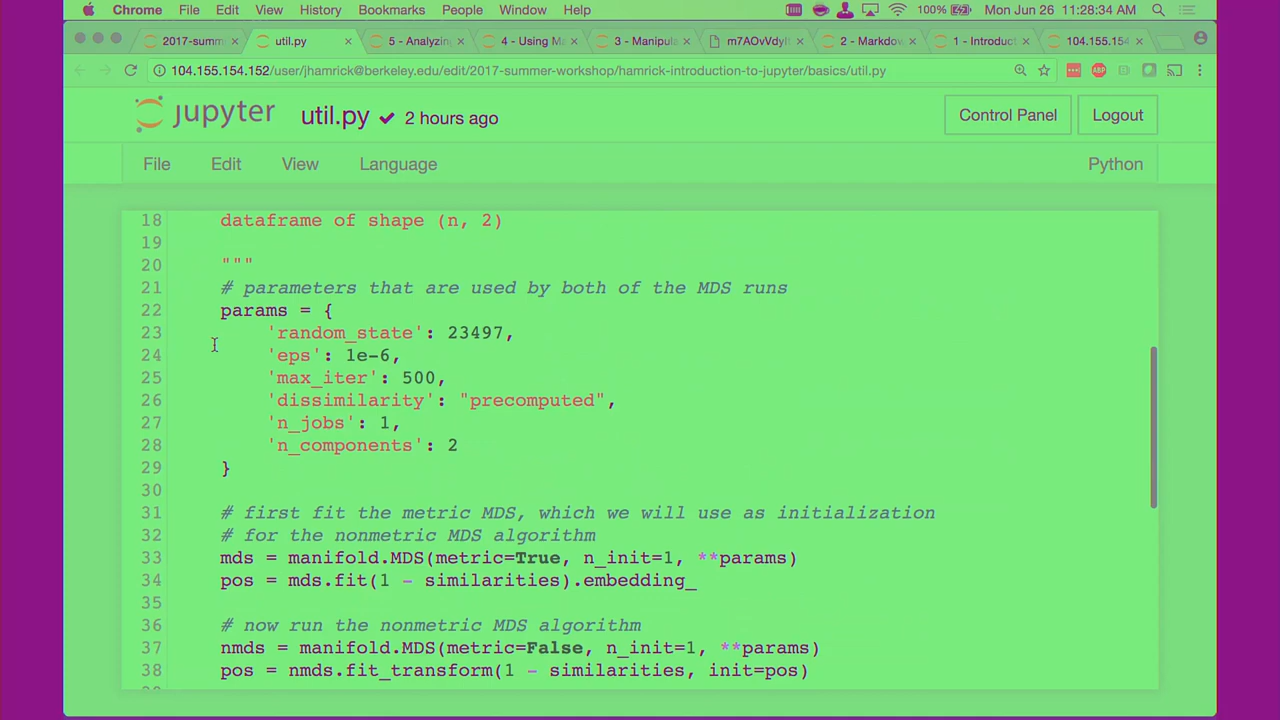 Chrome File Edit View History Bookmarks People Window Help 100% Mon Jun 26 11:28:34 AM
2017-summ util.py 5 - Analyzing 4 - Using Ma 3 - Manipula m7AOvVdyI 2 - Markdow 1 - Introduct 104.155.154.
104.155.154.152/user/jhamrick@berkeley.edu/edit/2017-summer-workshop/hamrick-introduction-to-jupyter/basics/util.py ABP
jupyter util.py 2 hours ago Control Panel Logout
File Edit View Language Python
18 dataframe of shape (n, 2)
19
20 """
21 # parameters that are used by both of the MDS runs
22 params = {
23 'random_state': 23497,
24 'eps': 1e-6,
25 'max_iter': 500,
26 'dissimilarity': "precomputed",
27 'n_jobs': 1,
28 'n_components': 2
29 }
30
31 # first fit the metric MDS, which we will use as initialization
32 # for the nonmetric MDS algorithm
33 mds = manifold.MDS(metric=True, n_init=1, **params)
34 pos = mds.fit(1 - similarities).embedding_
35
36 # now run the nonmetric MDS algorithm
37 nmds = manifold.MDS(metric=False, n_init=1, **params)
38 pos = nmds.fit_transform(1 - similarities, init=pos)